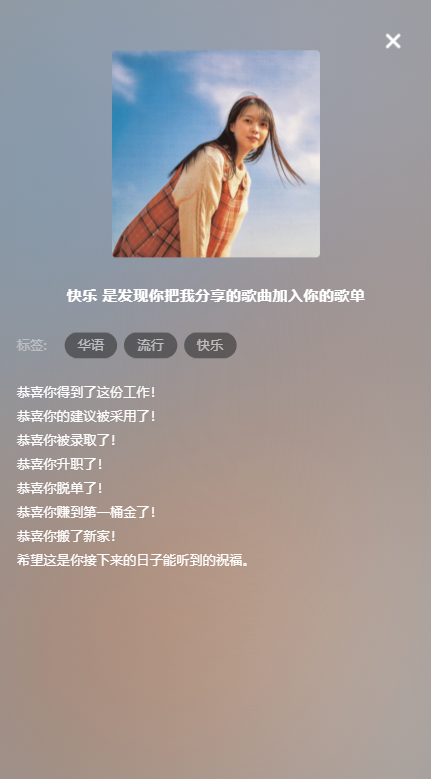 快乐 是发现你把我分享的歌曲加入你的歌单
标签: 华语 流行 快乐
恭喜你得到了这份工作!
恭喜你的建议被采用了!
恭喜你被录取了!
恭喜你升职了!
恭喜你脱单了!
恭喜你赚到第一桶金了!
恭喜你搬了新家!
希望这是你接下来的日子能听到的祝福。